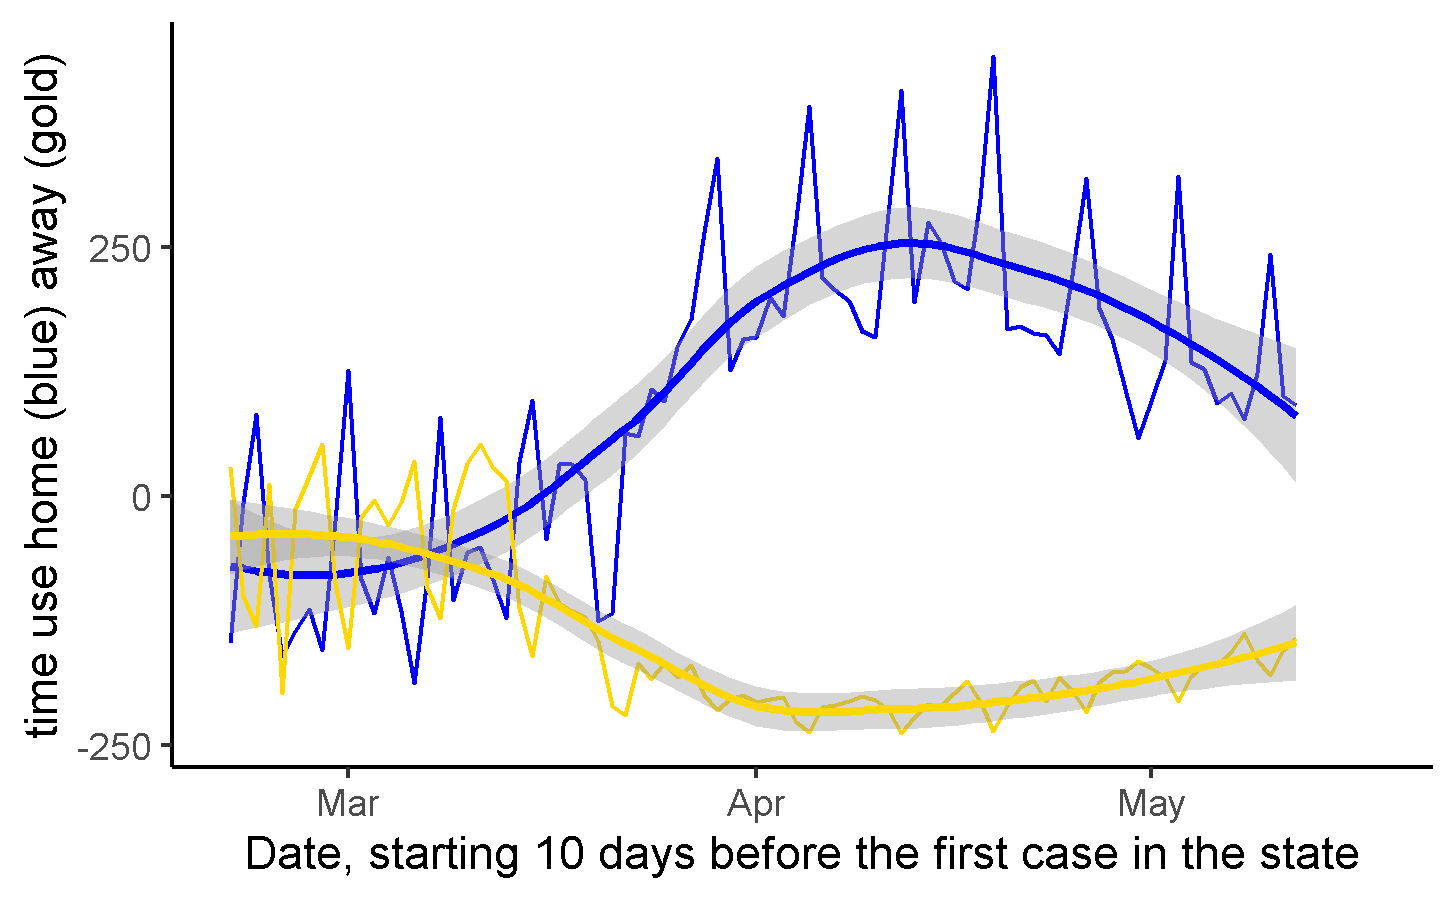 time use home (blue) away (gold)
250
0
-250
Mar Apr May
Date, starting 10 days before the first case in the state